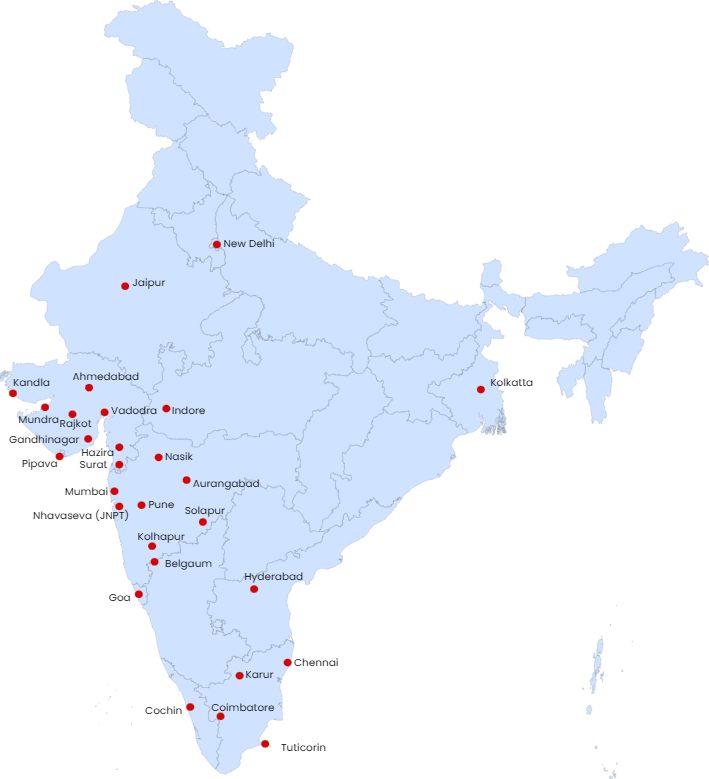 New Delhi
Jaipur
Ahmedabad
Kandla
Kolkatta
Vadodra
Indore
Mundra
Rajkot
Gandhinagar
Hazira
Nasik
Pipava
Surat
Aurangabad
Mumbai
Pune
Solapur
Nhavaseva (JNPT)
Kolhapur
Belgaum
Hyderabad
Goa
Chennai
Karur
Cochin
Coimbatore
Tuticorin